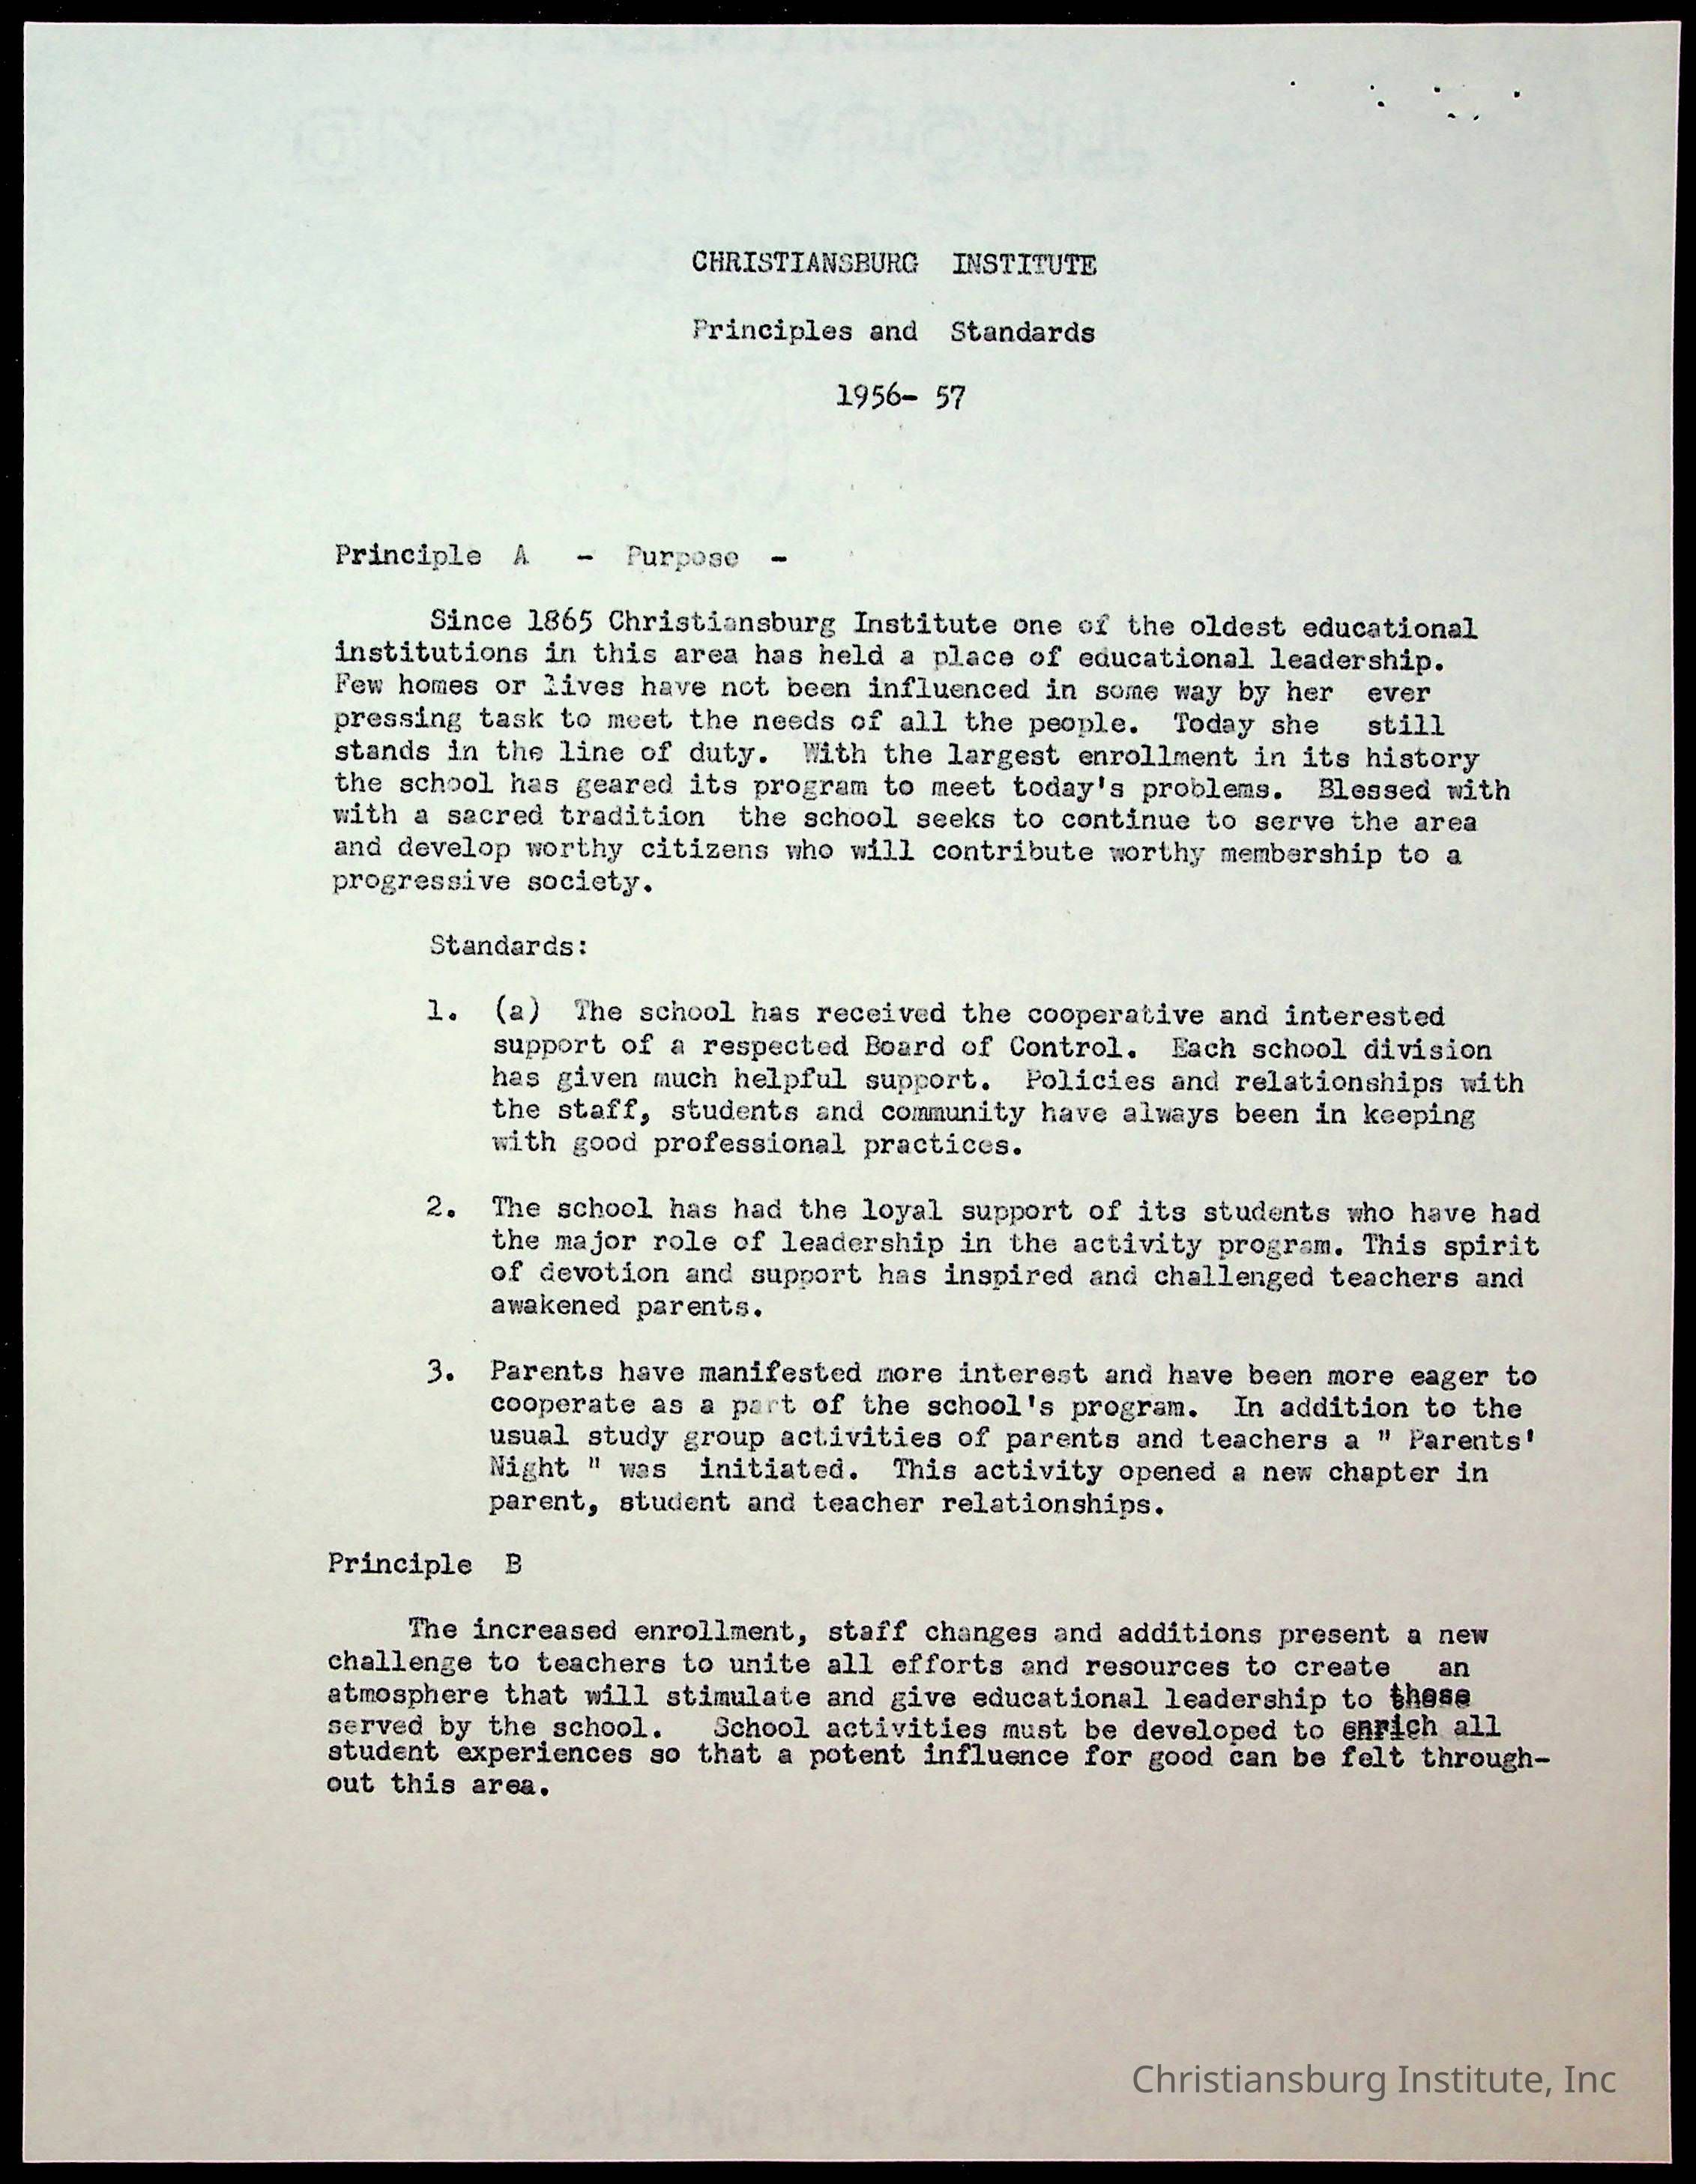 CHRISTIANSBURG INSTITUTE
Principles and Standards
1956- 57
Principle A - Purpose -
Since 1865 Christiansburg Institute one of the oldest educational
institutions in this area has held a place of educational leadership.
Few homes or lives have not been influenced in some way by her ever
pressing task to meet the needs of all the people. Today she still
stands in the line of duty. With the largest enrollment in its history
the school has geared its program to meet today's problems. Blessed with
with a sacred tradition the school seeks to continue to serve the area
and develop worthy citizens who will contribute worthy membership to a
progressive society.
Standards:
1. (a) The school has received the cooperative and interested
support of a respected Board of Control. Each school division
has given much helpful support. Policies and relationships with
the staff, students and community have always been in keeping
with good professional practices.
2. The school has had the loyal support of its students who have had
the major role of leadership in the activity program. This spirit
of devotion and support has inspired and challenged teachers and
awakened parents.
3. Parents have manifested more interest and have been more eager to
cooperate as a part of the school's program. In addition to the
usual study group activities of parents and teachers a " Parents'
Night " was initiated. This activity opened a new chapter in
parent, student and teacher relationships.
Principle B
The increased enrollment, staff changes and additions present a new
challenge to teachers to unite all efforts and resources to create an
atmosphere that will stimulate and give educational leadership to those
served by the school. School activities must be developed to enrich all
student experiences so that a potent influence for good can be felt through-
out this area.
Christiansburg Institute, Inc